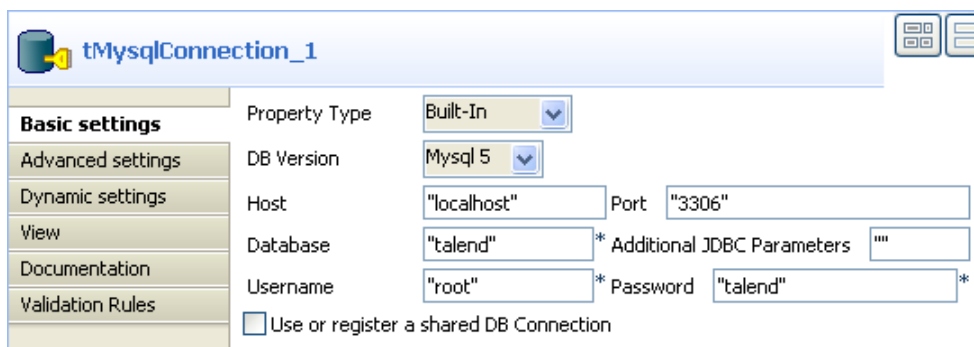 tMysqlConnection_1
Basic settings
Advanced settings
Dynamic settings
View
Documentation
Validation Rules
Property Type Built-In
DB Version Mysql 5
Host "localhost" Port "3306"
Database "talend" * Additional JDBC Parameters ""
Username "root" * Password "talend" *
Use or register a shared DB Connection